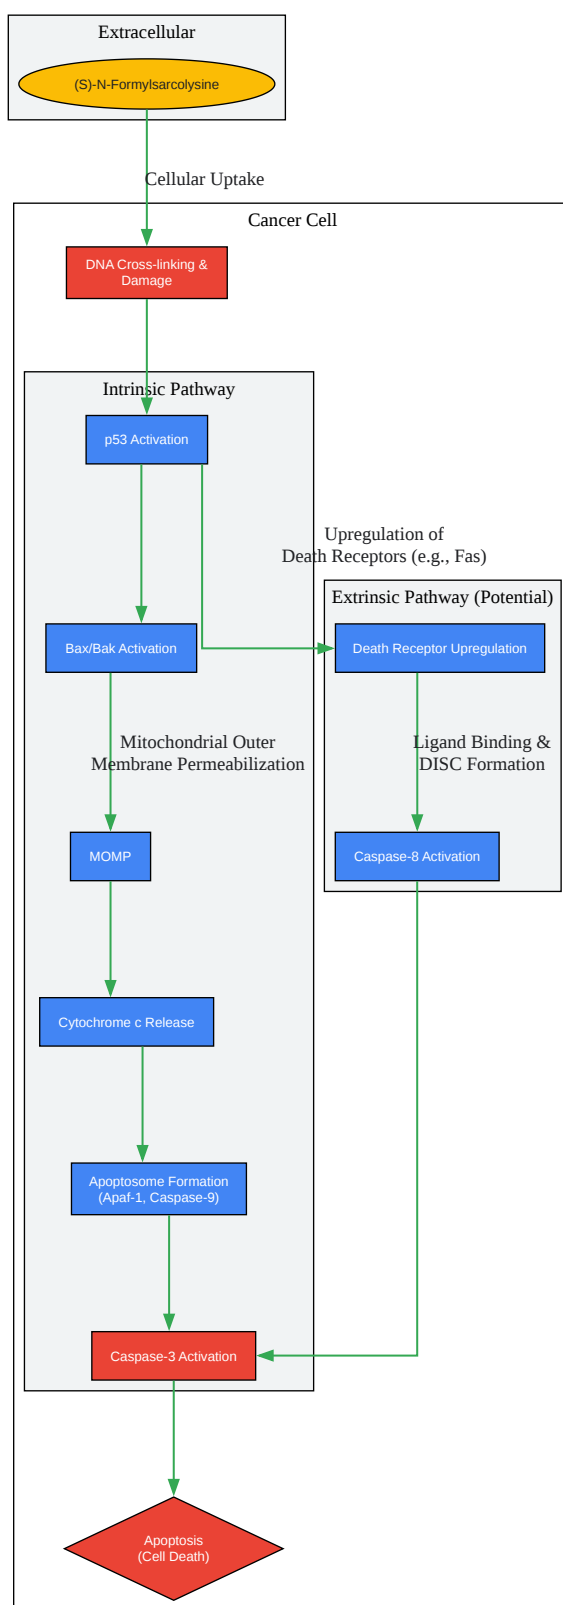 Extracellular
(S)-N-Formylsarcolysine
Cellular Uptake
Cancer Cell
DNA Cross-linking &
Damage
Intrinsic Pathway
p53 Activation
Upregulation of
Death Receptors (e.g., Fas)
Extrinsic Pathway (Potential)
Bax/Bak Activation
Death Receptor Upregulation
Mitochondrial Outer
Membrane Permeabilization
Ligand Binding &
DISC Formation
MOMP
Caspase-8 Activation
Cytochrome c Release
Apoptosome Formation
(Apaf-1, Caspase-9)
Caspase-3 Activation
Apoptosis
(Cell Death)